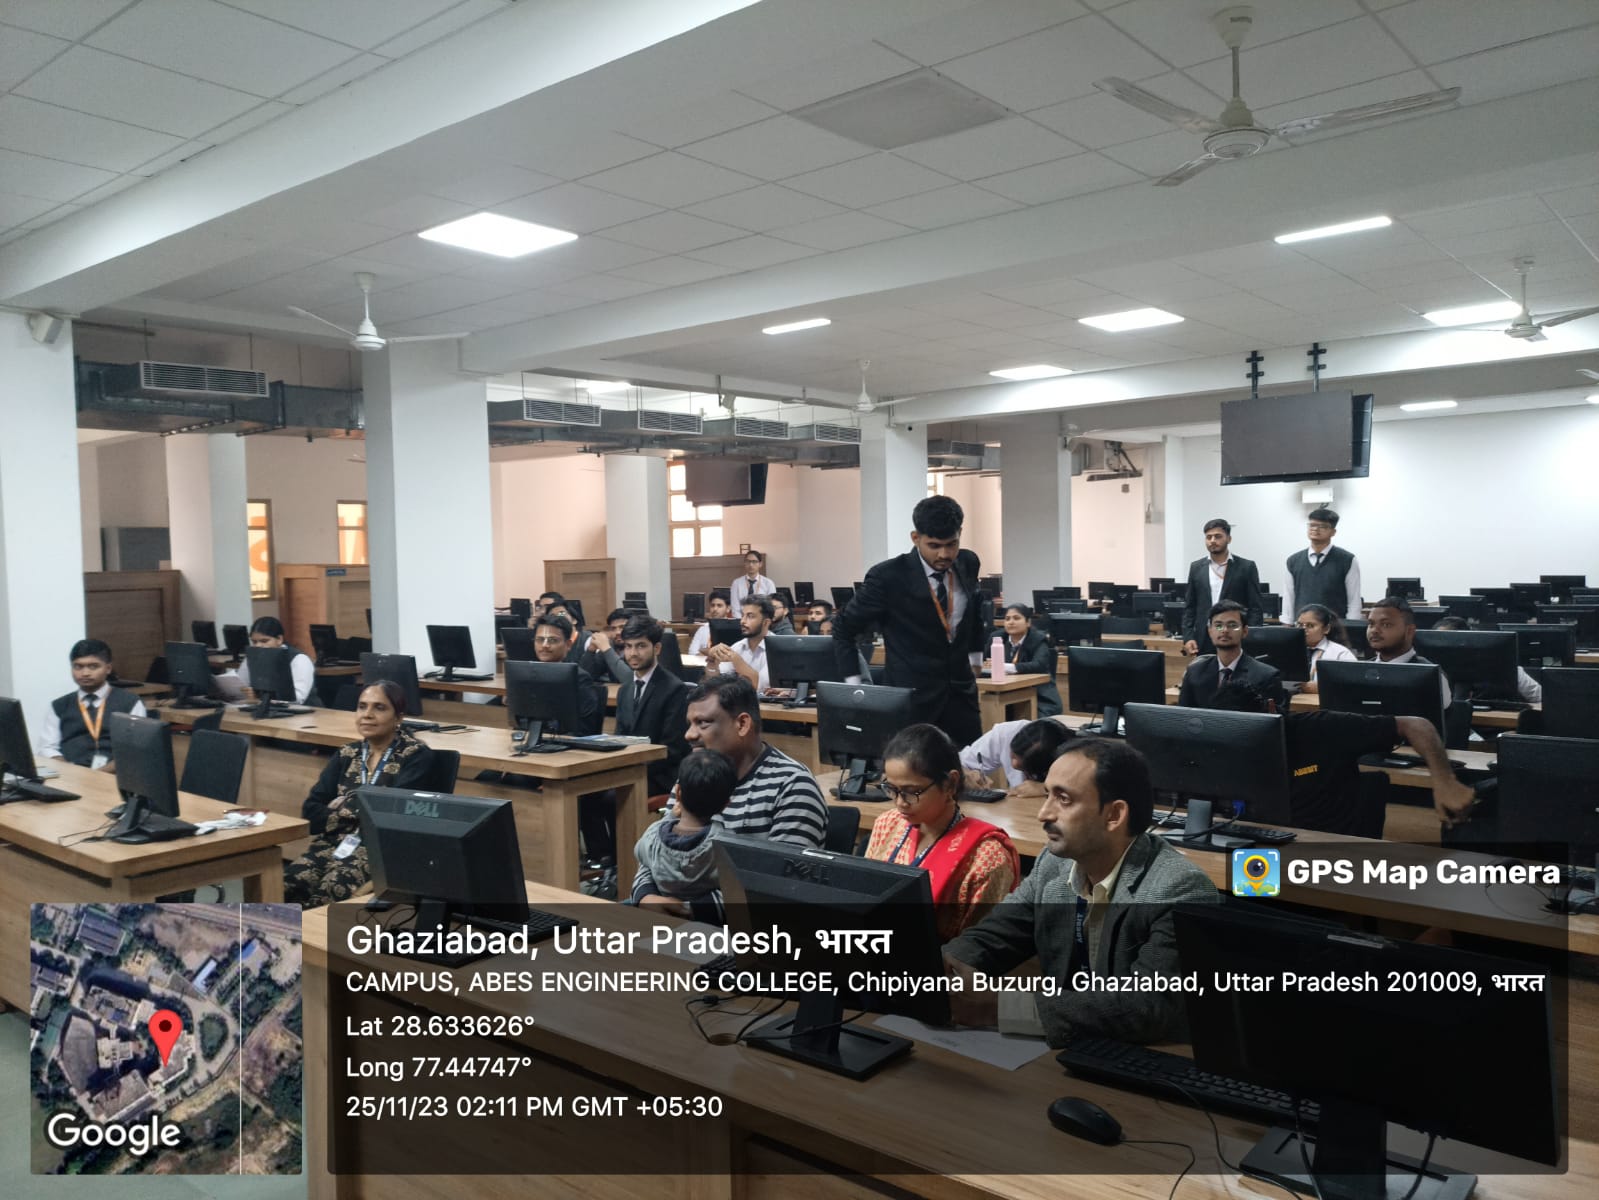 DELL
DELL
ABESIT
GPS Map Camera
Ghaziabad, Uttar Pradesh, भारत
CAMPUS, ABES ENGINEERING COLLEGE, Chipiyana Buzurg, Ghaziabad, Uttar Pradesh 201009, भारत
Lat 28.633626°
Long 77.44747°
25/11/23 02:11 PM GMT +05:30
Google